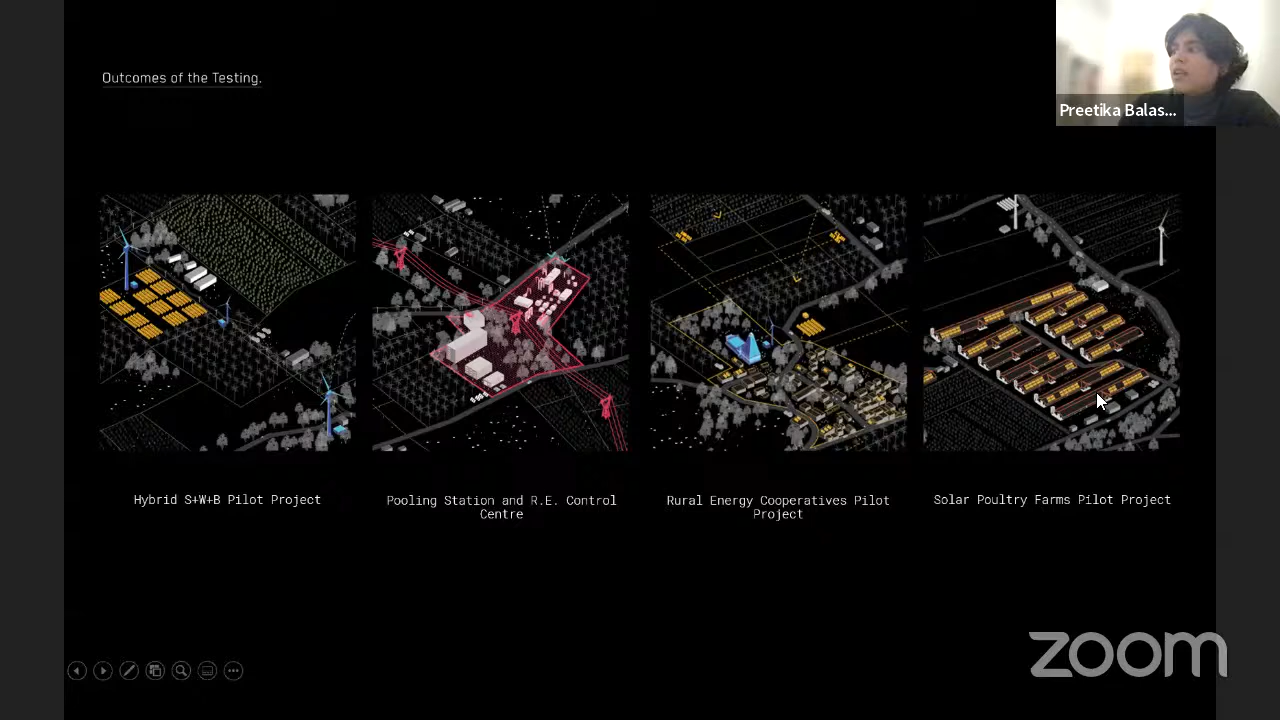 Outcomes of the Testing.
Preetika Balas...
Hybrid S+W+B Pilot Project
Pooling Station and R.E. Control
Centre
Rural Energy Cooperatives Pilot
Project
Solar Poultry Farms Pilot Project
zoom